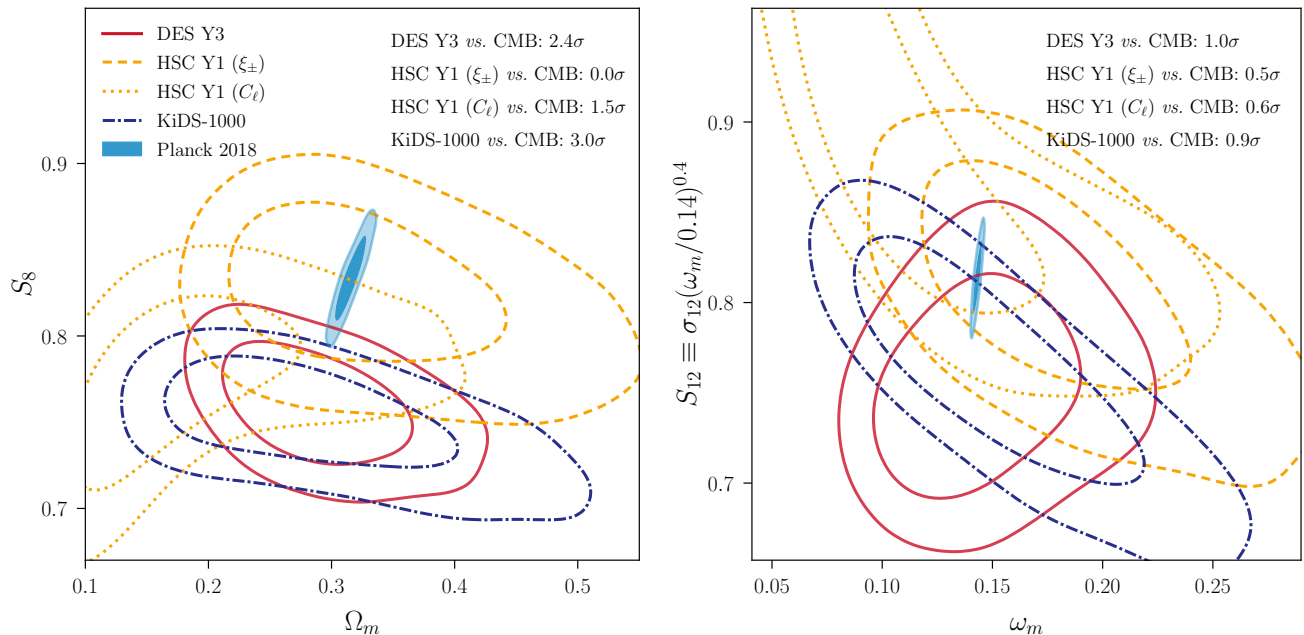 DES Y3
HSC Y1 (ξ±)
HSC Y1 (Cℓ)
KiDS-1000
Planck 2018
DES Y3 vs. CMB: 2.4σ
HSC Y1 (ξ±) vs. CMB: 0.0σ
HSC Y1 (Cℓ) vs. CMB: 1.5σ
KiDS-1000 vs. CMB: 3.0σ
S8
0.9
0.8
0.7
0.1 0.2 0.3 0.4 0.5
Ωm
DES Y3 vs. CMB: 1.0σ
HSC Y1 (ξ±) vs. CMB: 0.5σ
HSC Y1 (Cℓ) vs. CMB: 0.6σ
KiDS-1000 vs. CMB: 0.9σ
S12 ≡ σ12(ωm/0.14)^0.4
0.9
0.8
0.7
0.05 0.10 0.15 0.20 0.25
ωm